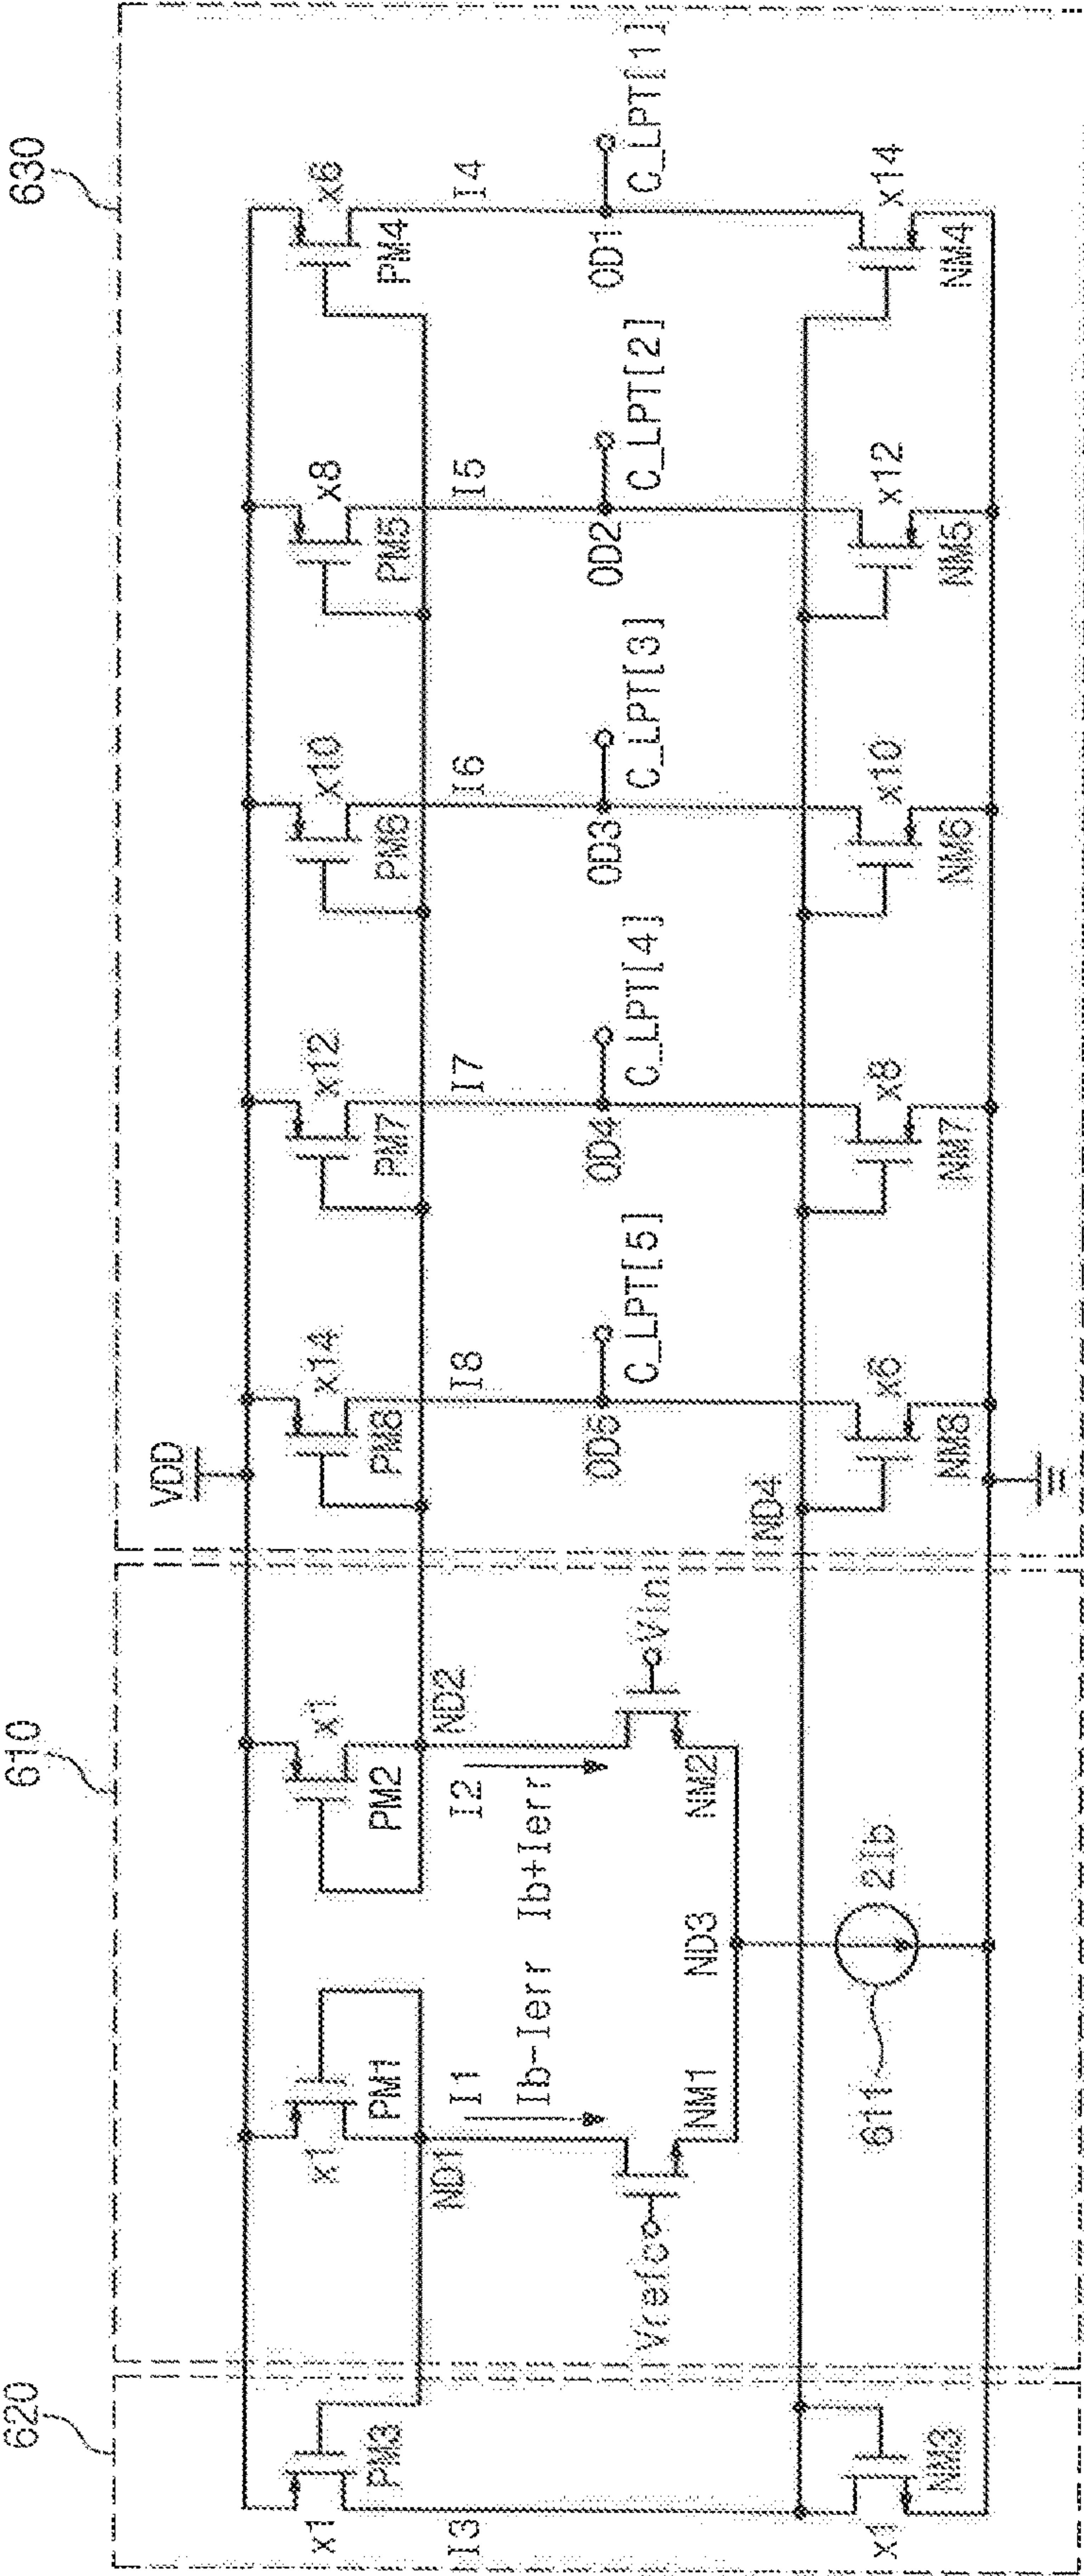 620
610
630
VDD
x1
PM3
I3
x1
NM3
x1
PM1
x1
PM2
ND1
ND2
I1
I2
Ib-Ierr
Ib+Ierr
Vrefc
NM1
NM2
Vin
ND3
611
2Ib
ND4
x14
PM8
x12
PM7
x10
PM6
x8
PM5
x6
PM4
I8
I7
I6
I5
I4
OD5
C_LPT[5]
OD4
C_LPT[4]
OD3
C_LPT[3]
OD2
C_LPT[2]
OD1
C_LPT[1]
x6
NM8
x8
NM7
x10
NM6
x12
NM5
x14
NM4